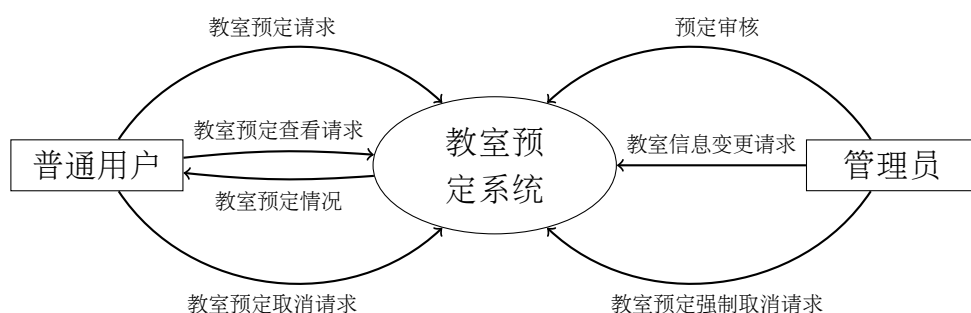 教室预定请求
预定审核
教室预定查看请求
教室信息变更请求
普通用户
教室预
定系统
管理员
教室预定情况
教室预定取消请求
教室预定强制取消请求